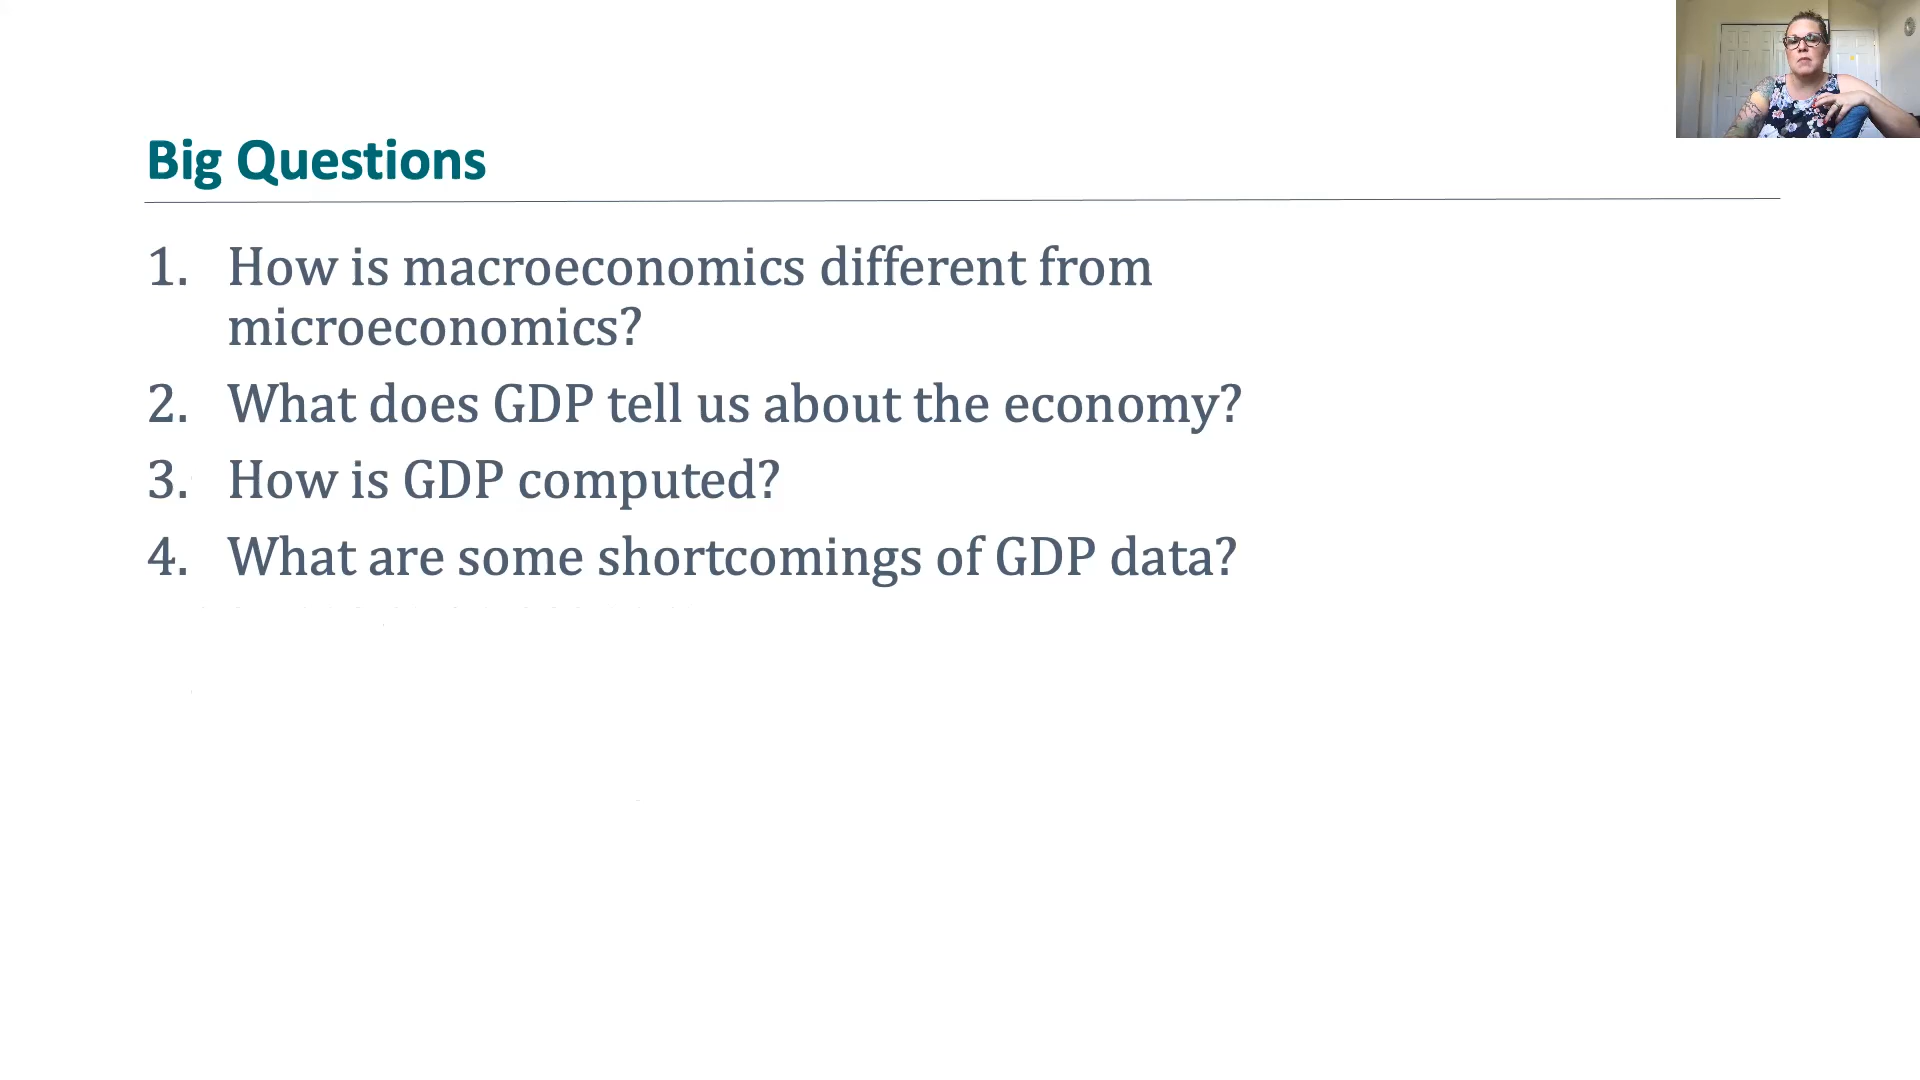 Big Questions
1. How is macroeconomics different from
microeconomics?
2. What does GDP tell us about the economy?
3. How is GDP computed?
4. What are some shortcomings of GDP data?